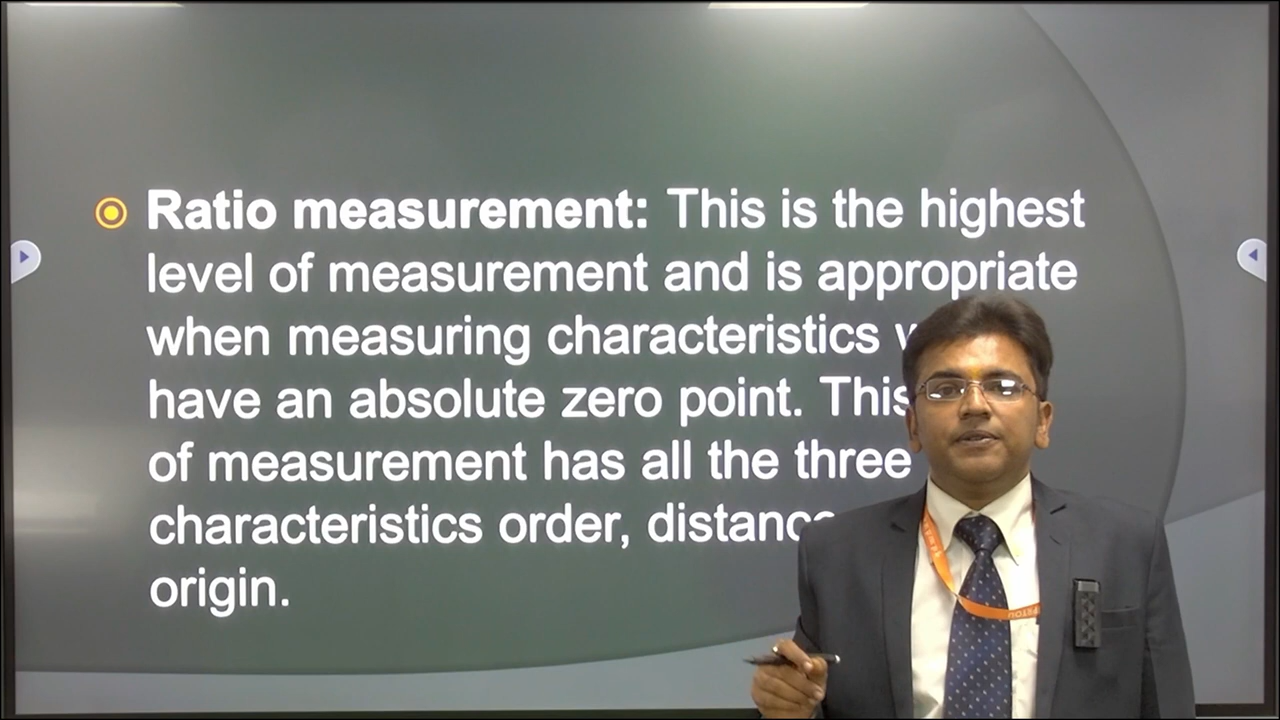 Ratio measurement: This is the highest
level of measurement and is appropriate
when measuring characteristics
have an absolute zero point. This
of measurement has all the three
characteristics order, distance
origin.